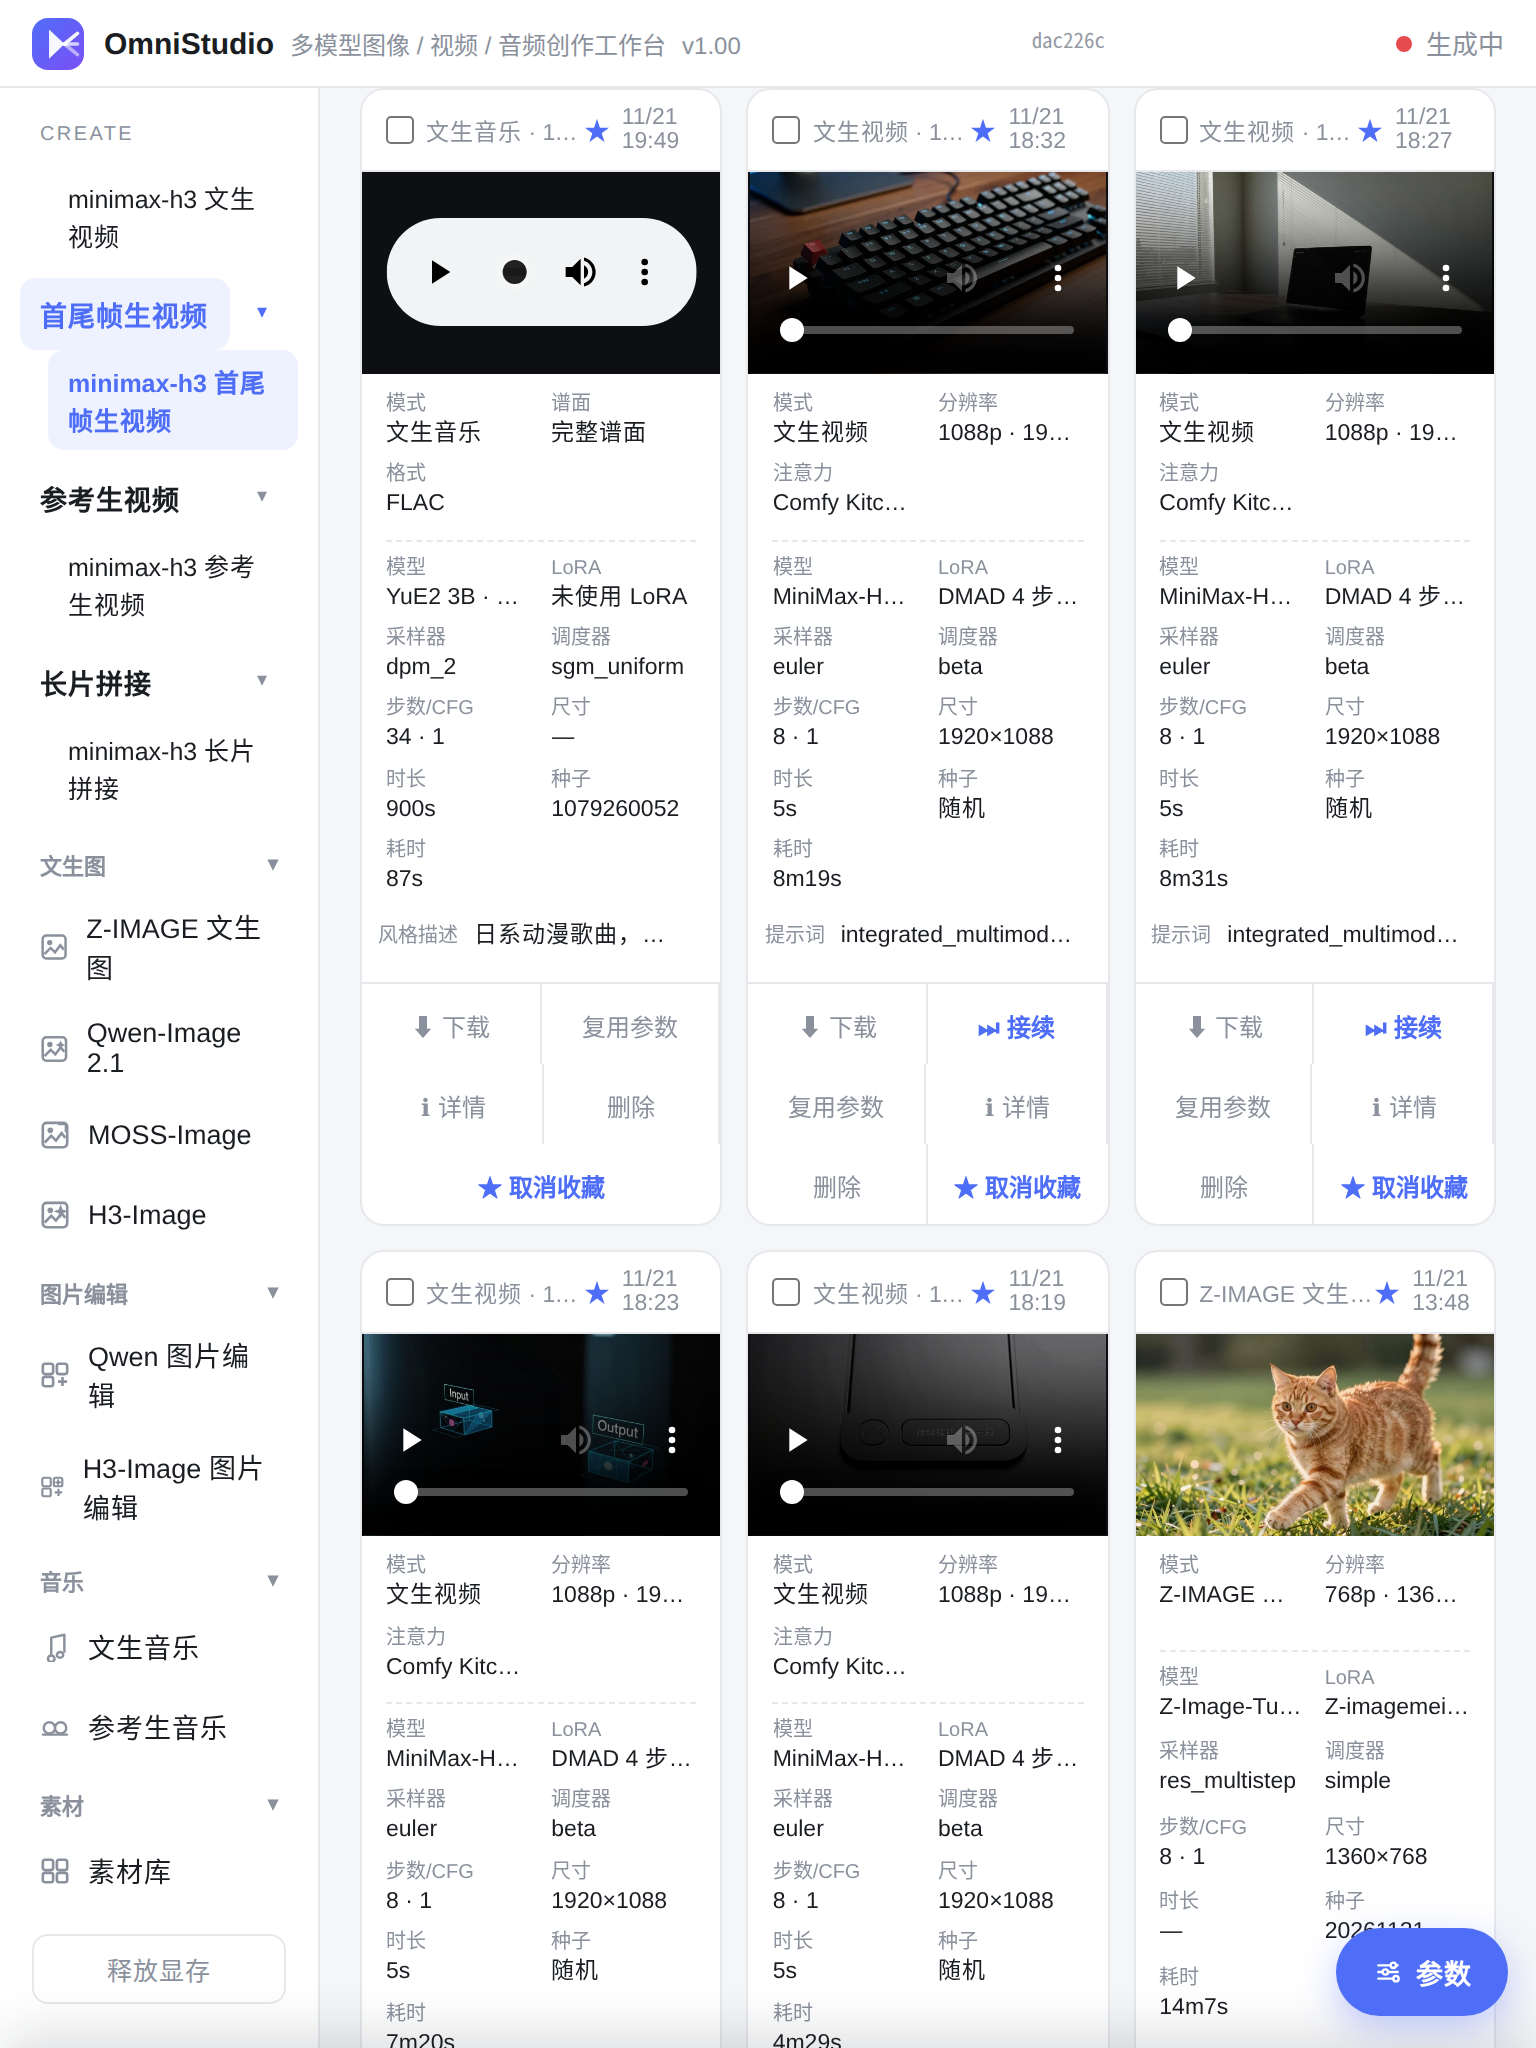 OmniStudio 多模型图像 / 视频 / 音频创作工作台 v1.00
dac226c
生成中
CREATE
minimax-h3 文生
视频
首尾帧生视频 ▼
minimax-h3 首尾
帧生视频
参考生视频 ▼
minimax-h3 参考
生视频
长片拼接 ▼
minimax-h3 长片
拼接
文生图 ▼
Z-IMAGE 文生
图
Qwen-Image
2.1
MOSS-Image
H3-Image
图片编辑 ▼
Qwen 图片编
辑
H3-Image 图片
编辑
音乐 ▼
文生音乐
参考生音乐
素材 ▼
素材库
释放显存
文生音乐 · 1… ★ 11/21
19:49
模式 谱面
文生音乐 完整谱面
格式
FLAC
模型 LoRA
YuE2 3B · … 未使用 LoRA
采样器 调度器
dpm_2 sgm_uniform
步数/CFG 尺寸
34 · 1 —
时长 种子
900s 1079260052
耗时
87s
风格描述 日系动漫歌曲，…
⬇ 下载 复用参数
ℹ 详情 删除
★ 取消收藏
文生视频 · 1… ★ 11/21
18:32
模式 分辨率
文生视频 1088p · 19…
注意力
Comfy Kitc…
模型 LoRA
MiniMax-H… DMAD 4 步…
采样器 调度器
euler beta
步数/CFG 尺寸
8 · 1 1920×1088
时长 种子
5s 随机
耗时
8m19s
提示词 integrated_multimod…
⬇ 下载 ⏭ 接续
复用参数 ℹ 详情
删除 ★ 取消收藏
文生视频 · 1… ★ 11/21
18:27
模式 分辨率
文生视频 1088p · 19…
注意力
Comfy Kitc…
模型 LoRA
MiniMax-H… DMAD 4 步…
采样器 调度器
euler beta
步数/CFG 尺寸
8 · 1 1920×1088
时长 种子
5s 随机
耗时
8m31s
提示词 integrated_multimod…
⬇ 下载 ⏭ 接续
复用参数 ℹ 详情
删除 ★ 取消收藏
文生视频 · 1… ★ 11/21
18:23
Input
Output
模式 分辨率
文生视频 1088p · 19…
注意力
Comfy Kitc…
模型 LoRA
MiniMax-H… DMAD 4 步…
采样器 调度器
euler beta
步数/CFG 尺寸
8 · 1 1920×1088
时长 种子
5s 随机
耗时
7m20s
文生视频 · 1… ★ 11/21
18:19
模式 分辨率
文生视频 1088p · 19…
注意力
Comfy Kitc…
模型 LoRA
MiniMax-H… DMAD 4 步…
采样器 调度器
euler beta
步数/CFG 尺寸
8 · 1 1920×1088
时长 种子
5s 随机
耗时
4m29s
Z-IMAGE 文生… ★ 11/21
13:48
模式 分辨率
Z-IMAGE … 768p · 136…
模型 LoRA
Z-Image-Tu… Z-imagemei…
采样器 调度器
res_multistep simple
步数/CFG 尺寸
8 · 1 1360×768
时长 种子
— 20261121
耗时
14m7s
参数